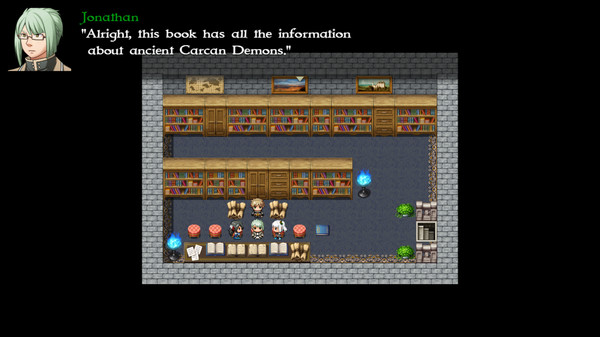 Jonathan
"Alright, this book has all the information
about ancient Carcan Demons."